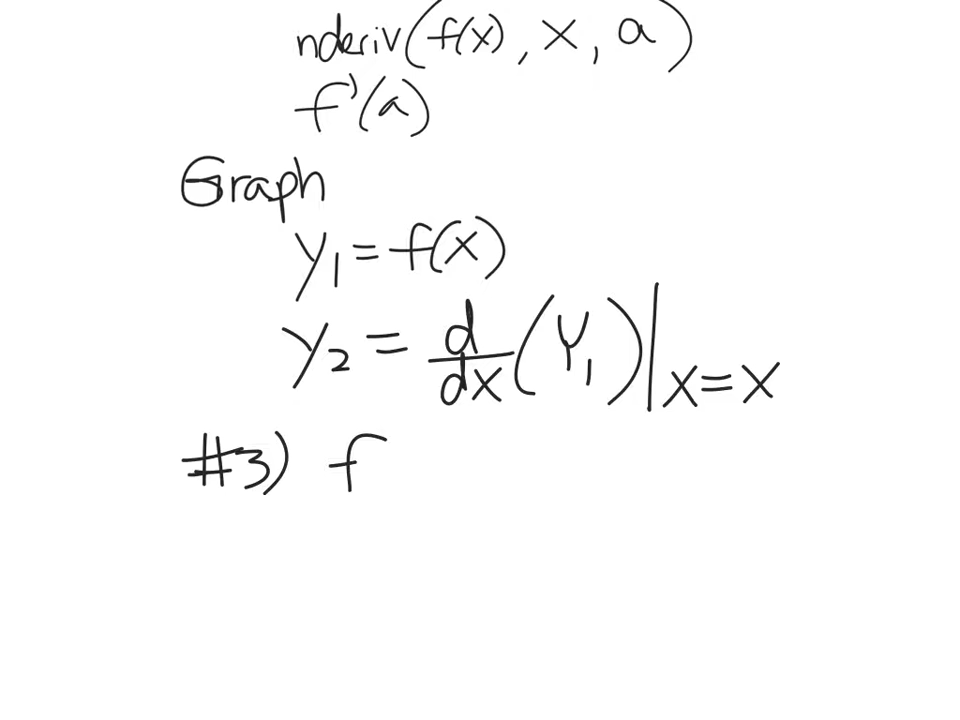 nderiv(f(x), x, a)
f'(a)
Graph
y₁ = f(x)
y₂ = d/dx (Y₁)|x=x
#3) f